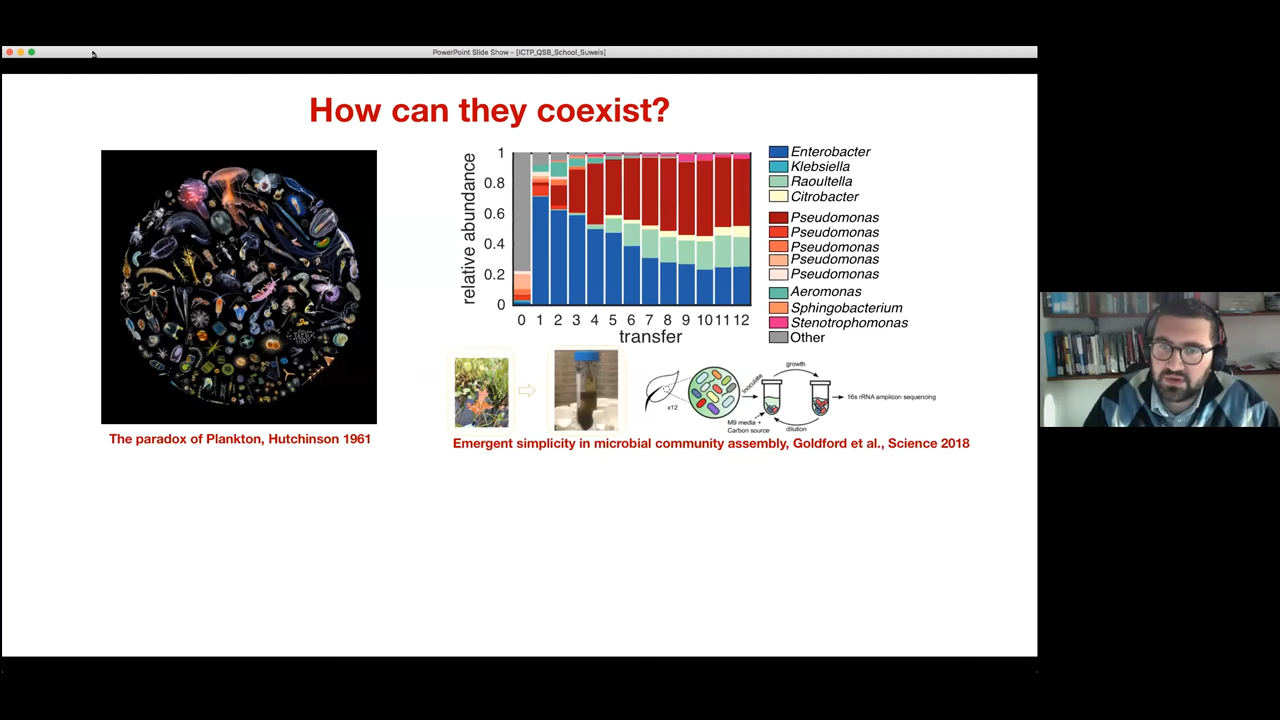 PowerPoint Slide Show - [ICTP_QSB_School_Suweis]
How can they coexist?
The paradox of Plankton, Hutchinson 1961
relative abundance
1
0.8
0.6
0.4
0.2
0
0 1 2 3 4 5 6 7 8 9 10 11 12
transfer
Enterobacter
Klebsiella
Raoultella
Citrobacter
Pseudomonas
Pseudomonas
Pseudomonas
Pseudomonas
Pseudomonas
Aeromonas
Sphingobacterium
Stenotrophomonas
Other
x12
inoculate
growth
M9 media +
Carbon source
dilution
16s rRNA amplicon sequencing
Emergent simplicity in microbial community assembly, Goldford et al., Science 2018